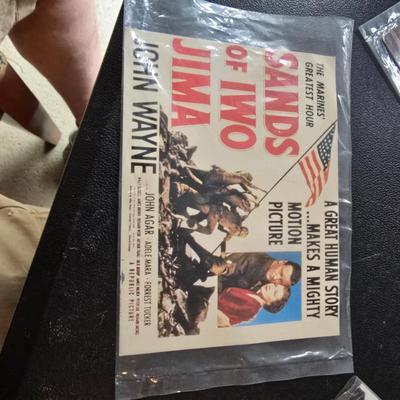 A GREAT HUMAN STORY
...MAKES A MIGHTY
MOTION
PICTURE
THE MARINES'
GREATEST HOUR
SANDS
OF IWO
JIMA
JOHN WAYNE
JOHN AGAR · ADELE MARA · FORREST TUCKER
A REPUBLIC PICTURE